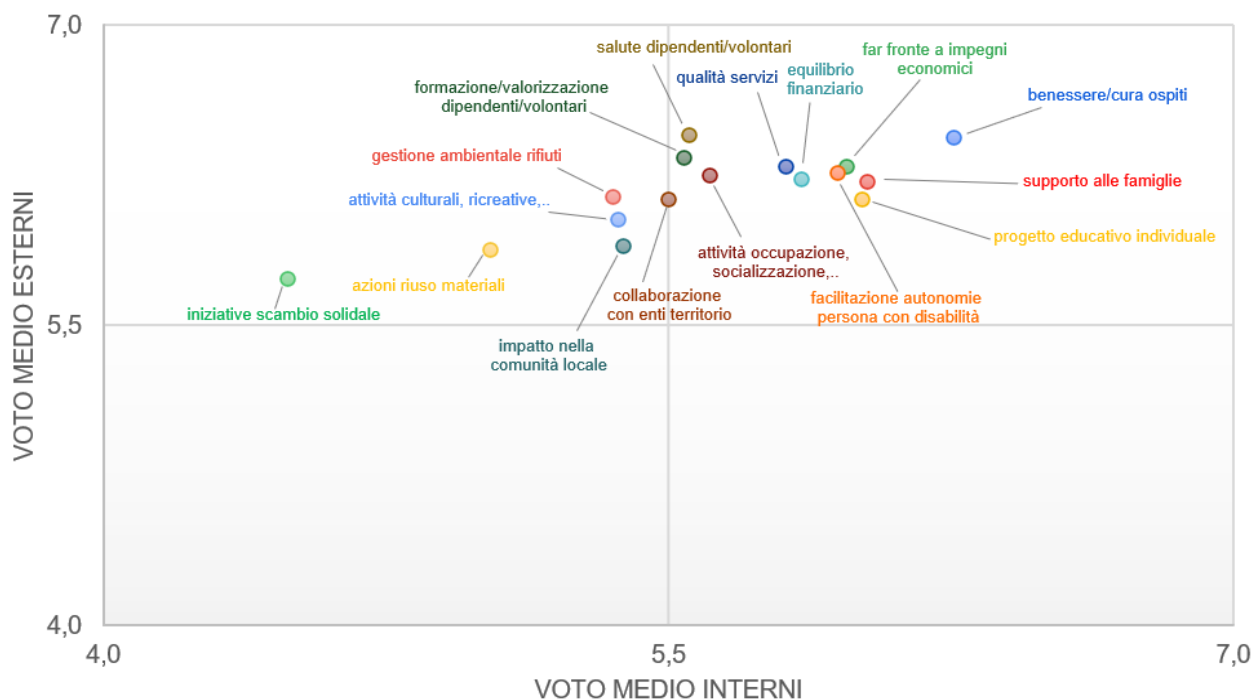 7,0
salute dipendenti/volontari
far fronte a impegni
economici
qualità servizi
equilibrio
finanziario
formazione/valorizzazione
dipendenti/volontari
benessere/cura ospiti
gestione ambientale rifiuti
supporto alle famiglie
attività culturali, ricreative,..
progetto educativo individuale
attività occupazione,
socializzazione,..
azioni riuso materiali
collaborazione
con enti territorio
facilitazione autonomie
persona con disabilità
iniziative scambio solidale
5,5
impatto nella
comunità locale
VOTO MEDIO ESTERNI
4,0
4,0
5,5
7,0
VOTO MEDIO INTERNI